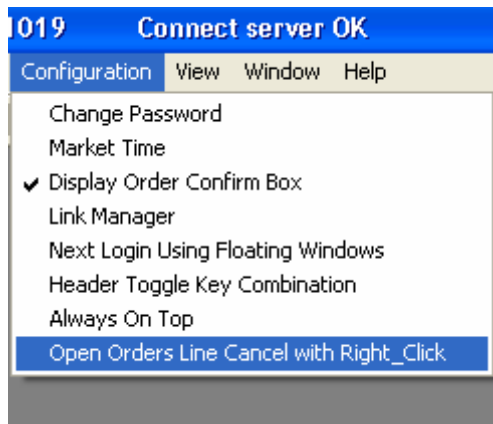 1019 Connect server OK
Configuration View Window Help
Change Password
Market Time
✔ Display Order Confirm Box
Link Manager
Next Login Using Floating Windows
Header Toggle Key Combination
Always On Top
Open Orders Line Cancel with Right_Click